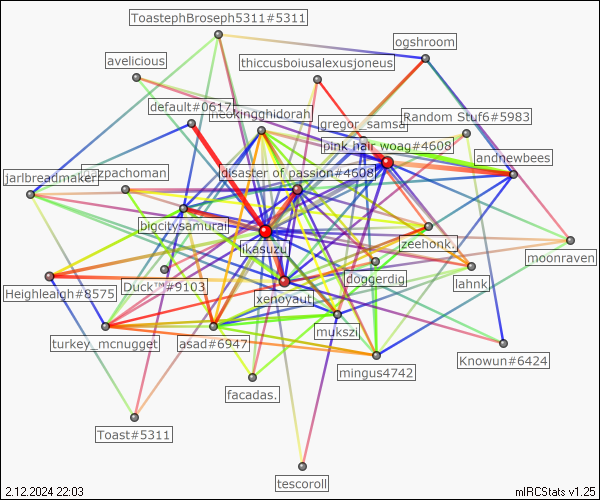 ToastephBroseph5311#5311
ogshroom
avelicious
thiccusboiusalexusjoneus
default#0617
neokingghidorah
gregor_samsa
Random Stuf6#5983
pink hair woag#4608
andnewbees
jarlbreadmaker
disaster of passion#4608
bigcitysamurai
likasuzu
zeehonk.
moonraven
Heighleaigh#8575
Duck™#9103
xenoyaut
doggerdig
lahnk
turkey_mcnugget
asad#6947
mukszi
mingus4742
Knowun#6424
facadas.
Toast#5311
tescoroll
2.12.2024 22:03
mIRCStats v1.25